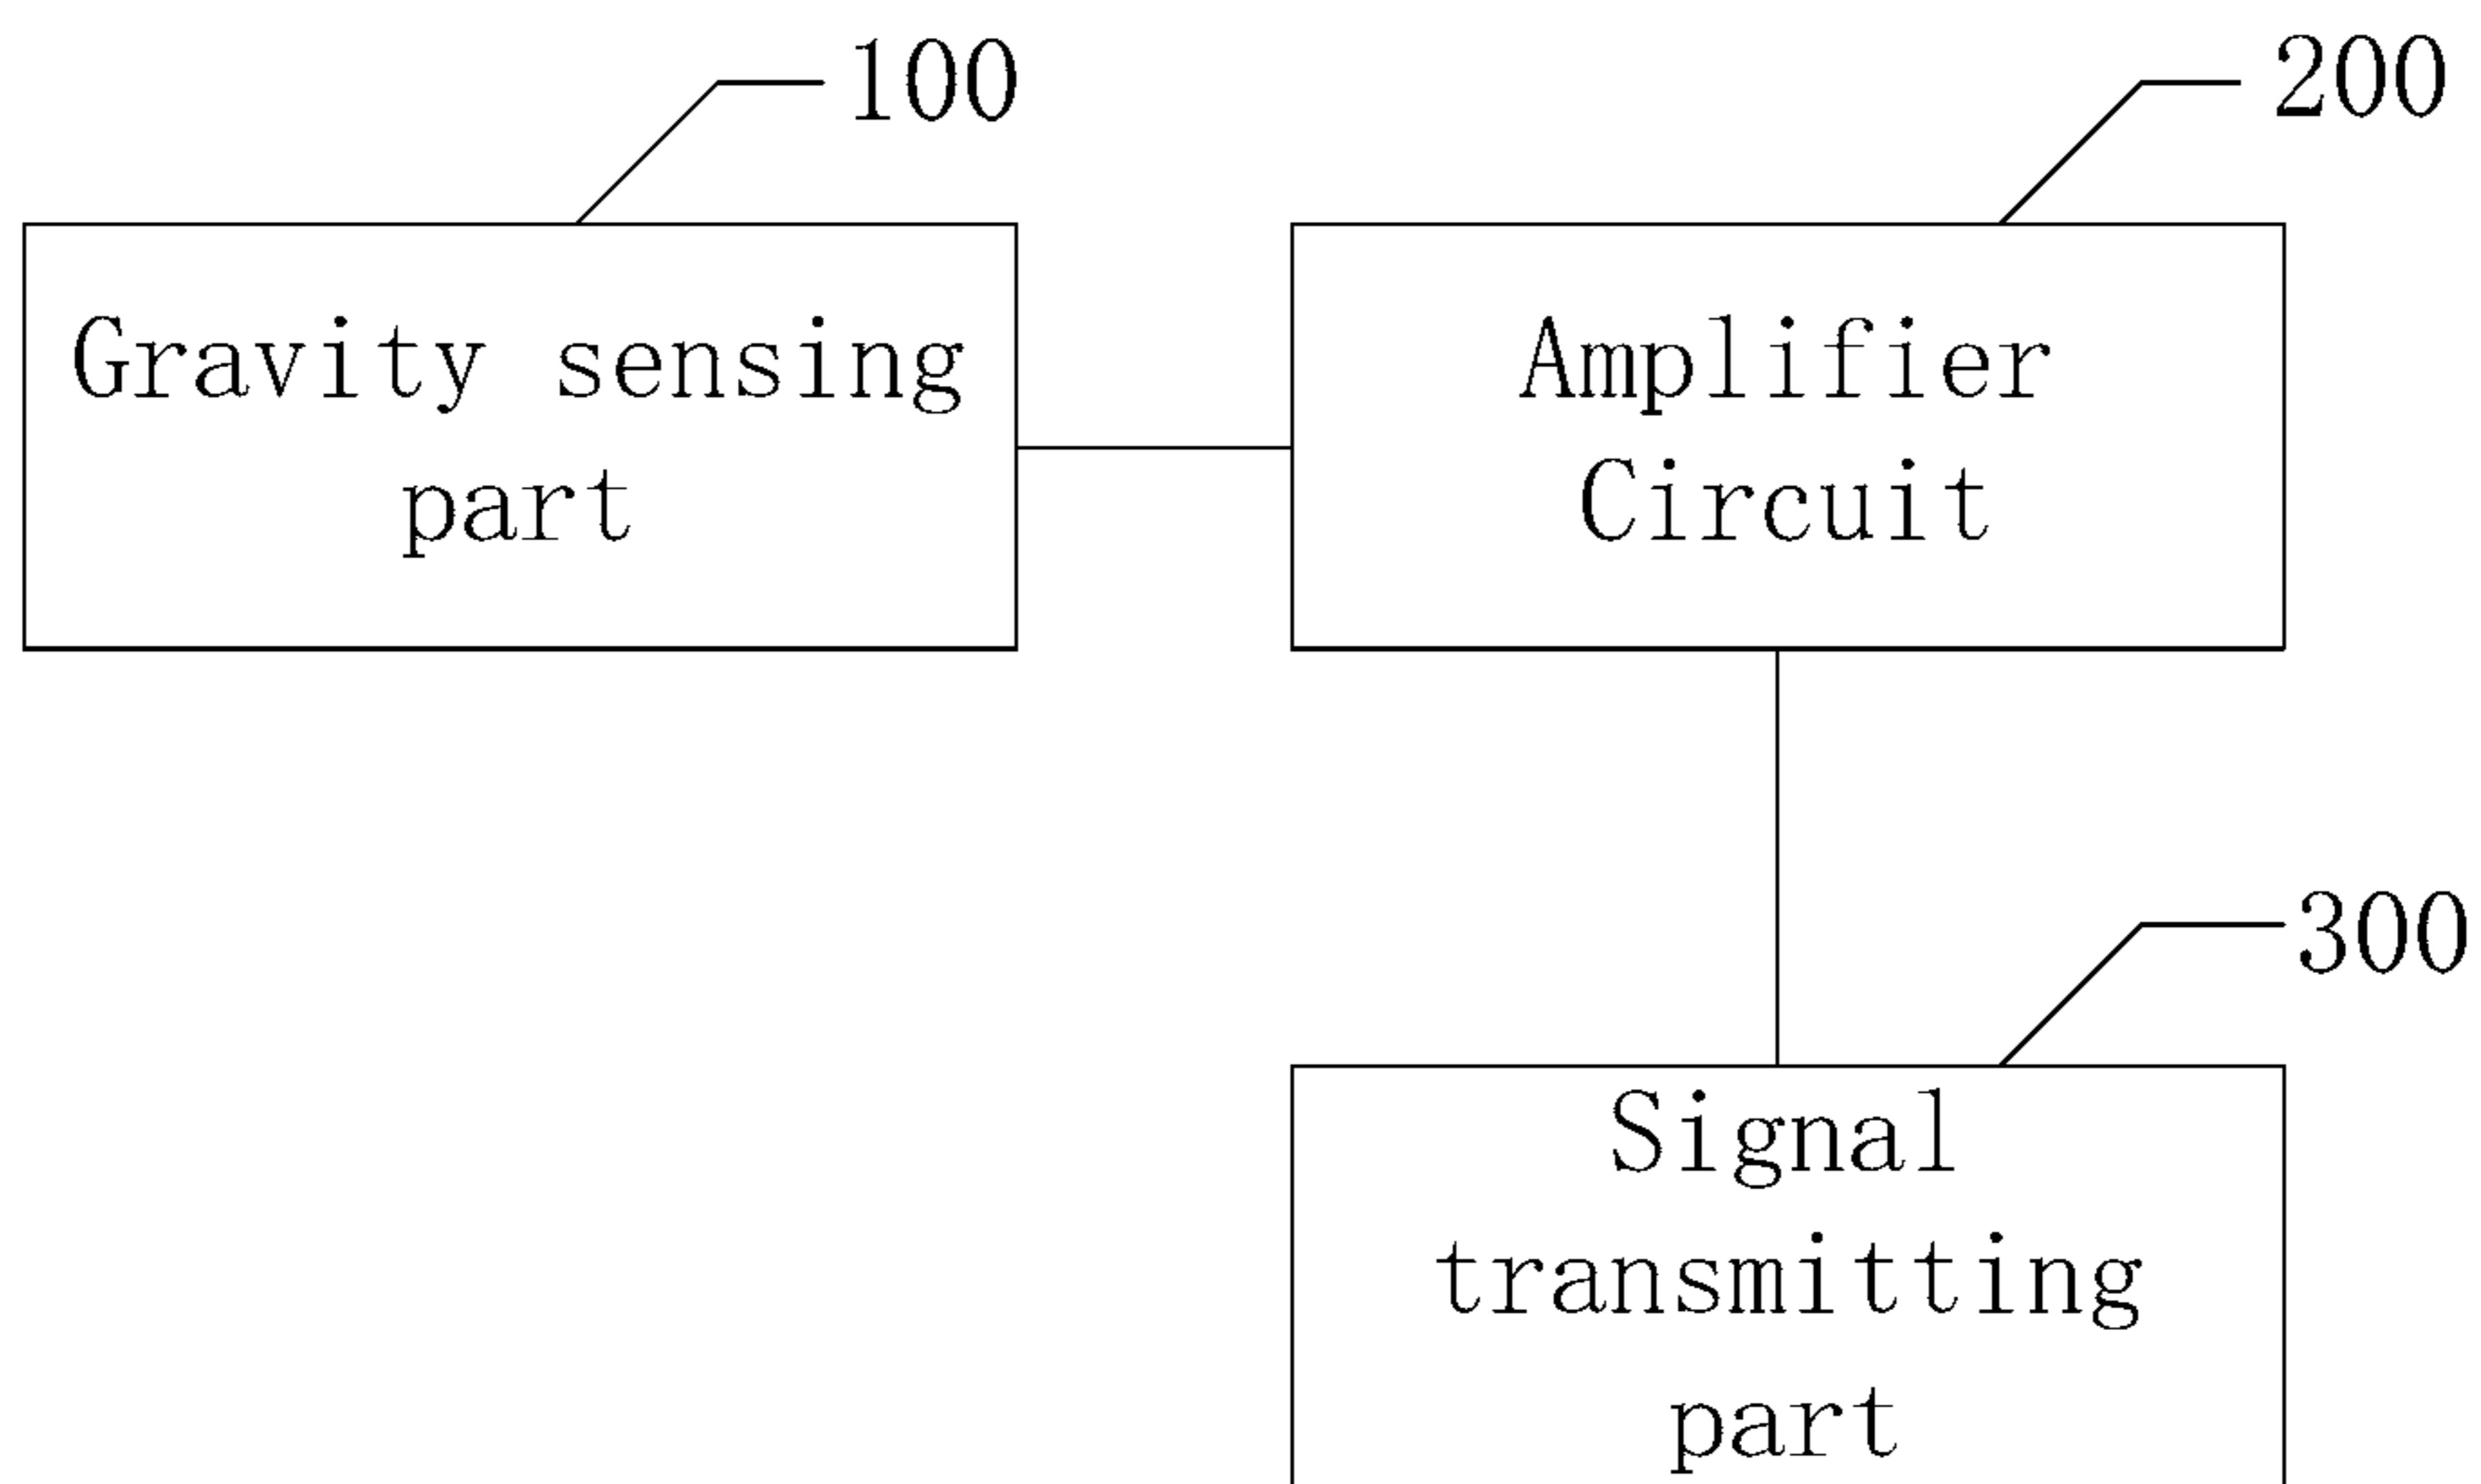 100
200
Gravity sensing
part
Amplifier
Circuit
300
Signal
transmitting
part